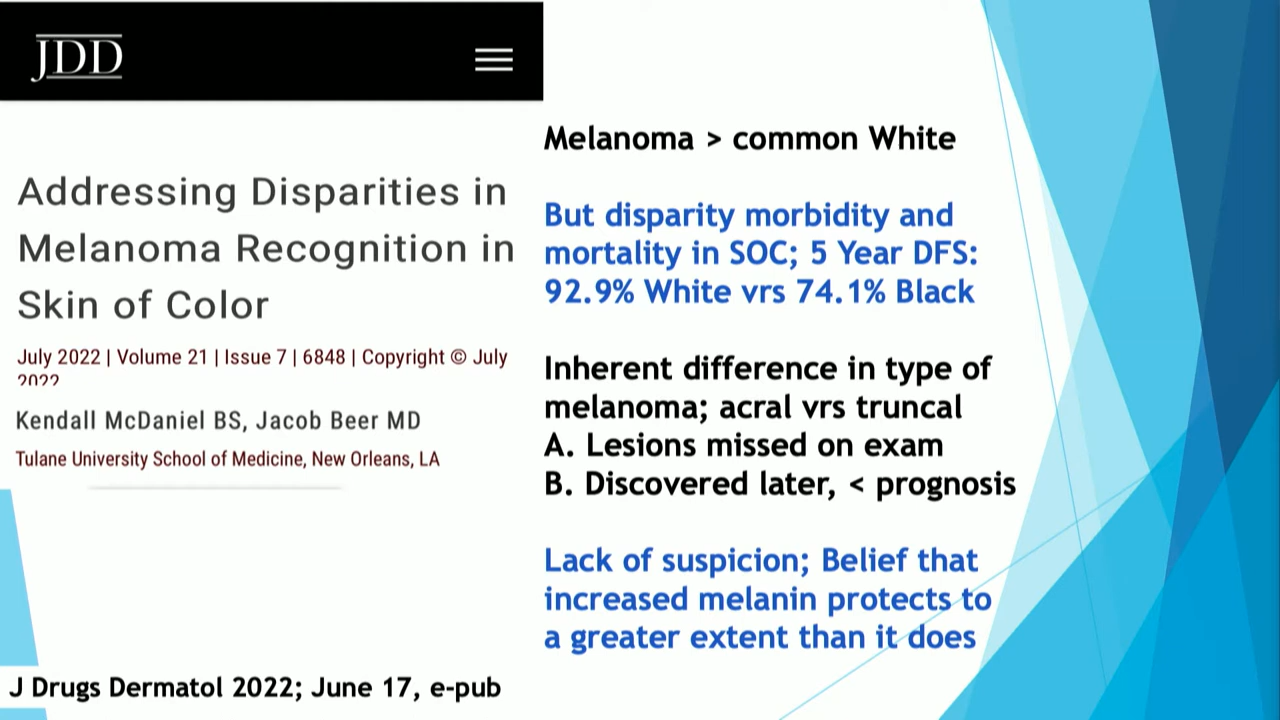 JDD
Addressing Disparities in
Melanoma Recognition in
Skin of Color
July 2022 | Volume 21 | Issue 7 | 6848 | Copyright © July
2022
Kendall McDaniel BS, Jacob Beer MD
Tulane University School of Medicine, New Orleans, LA
J Drugs Dermatol 2022; June 17, e-pub
Melanoma > common White
But disparity morbidity and
mortality in SOC; 5 Year DFS:
92.9% White vrs 74.1% Black
Inherent difference in type of
melanoma; acral vrs truncal
A. Lesions missed on exam
B. Discovered later, < prognosis
Lack of suspicion; Belief that
increased melanin protects to
a greater extent than it does